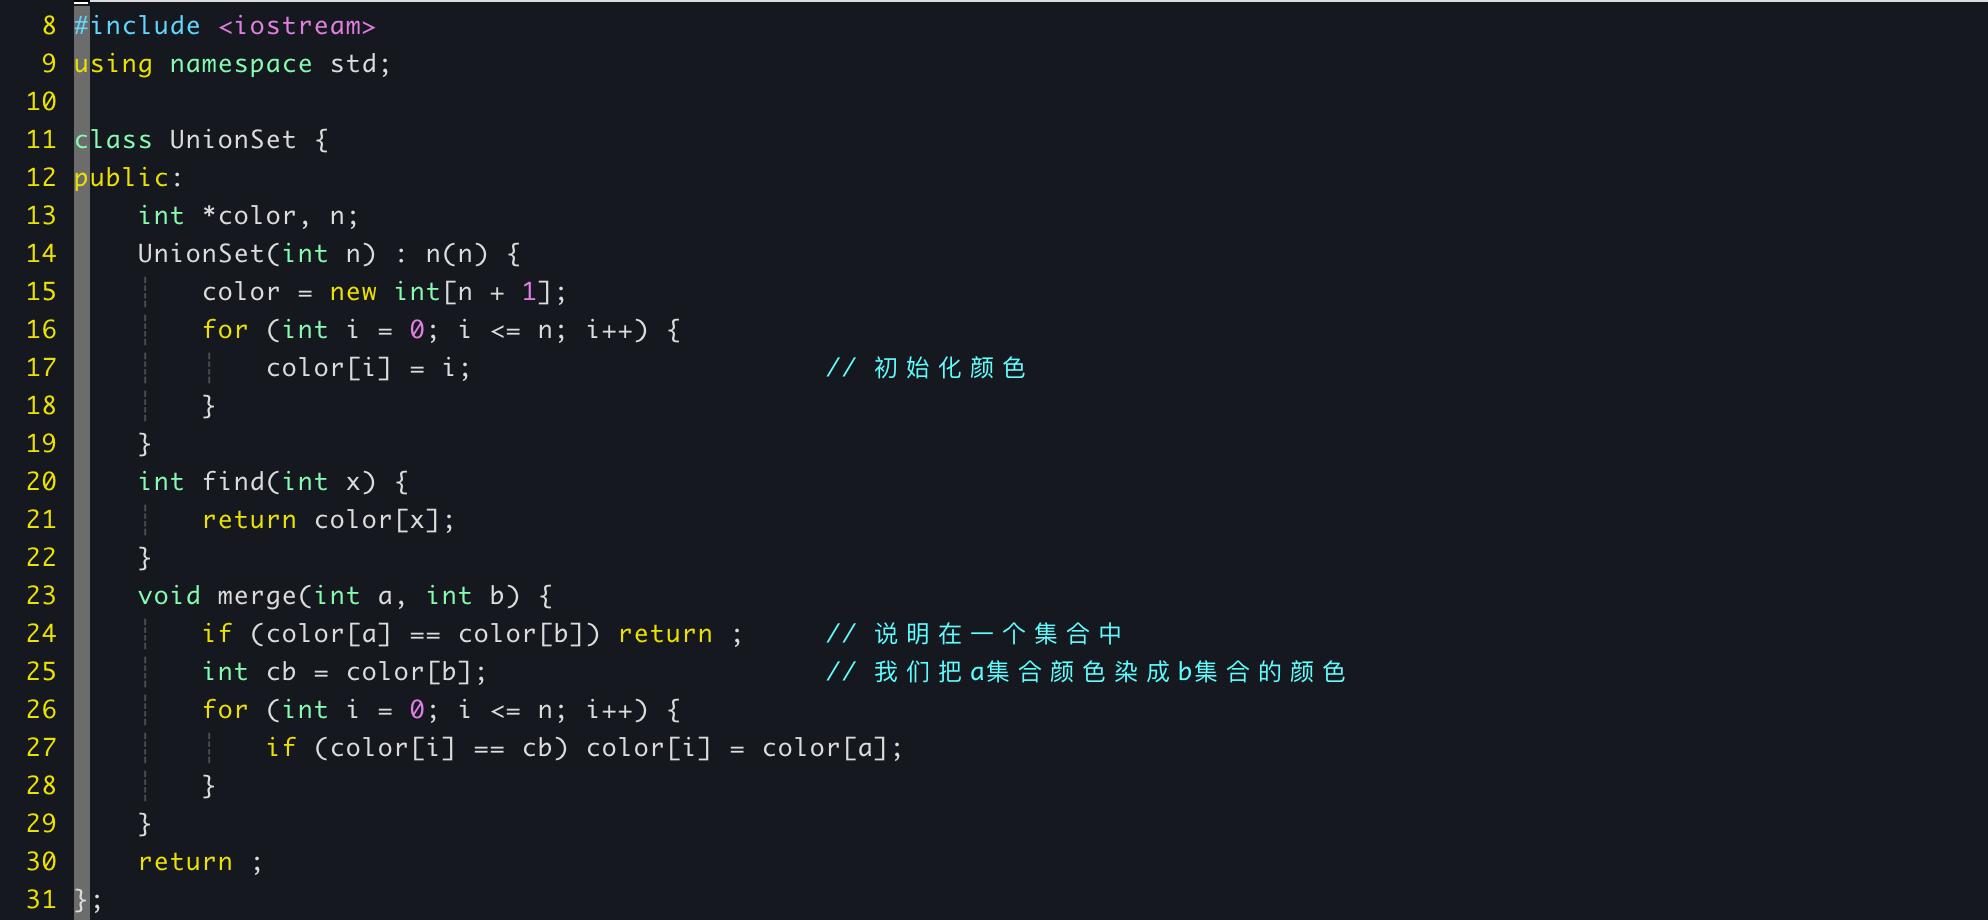 8 #include <iostream>
9 using namespace std;
10
11 class UnionSet {
12 public:
13     int *color, n;
14     UnionSet(int n) : n(n) {
15         color = new int[n + 1];
16         for (int i = 0; i <= n; i++) {
17             color[i] = i;                      // 初始化颜色
18         }
19     }
20     int find(int x) {
21         return color[x];
22     }
23     void merge(int a, int b) {
24         if (color[a] == color[b]) return ;     // 说明在一个集合中
25         int cb = color[b];                     // 我们把a集合颜色染成b集合的颜色
26         for (int i = 0; i <= n; i++) {
27             if (color[i] == cb) color[i] = color[a];
28         }
29     }
30     return ;
31 };